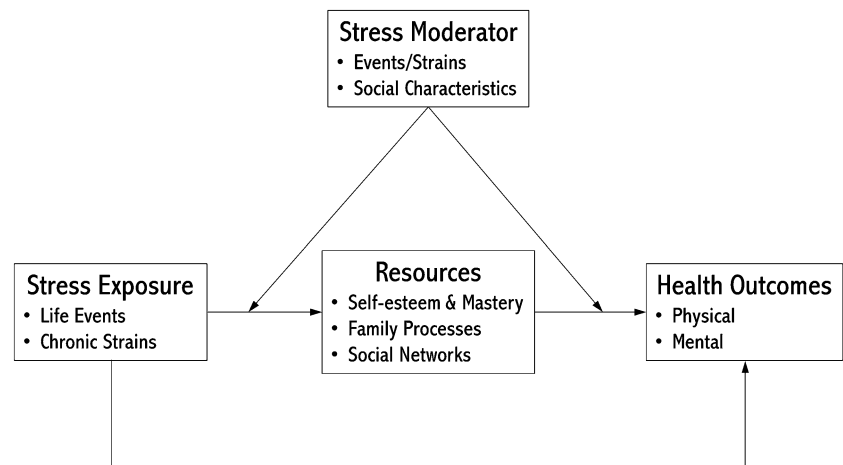 Stress Moderator
• Events/Strains
• Social Characteristics
Stress Exposure
• Life Events
• Chronic Strains
Resources
• Self-esteem & Mastery
• Family Processes
• Social Networks
Health Outcomes
• Physical
• Mental